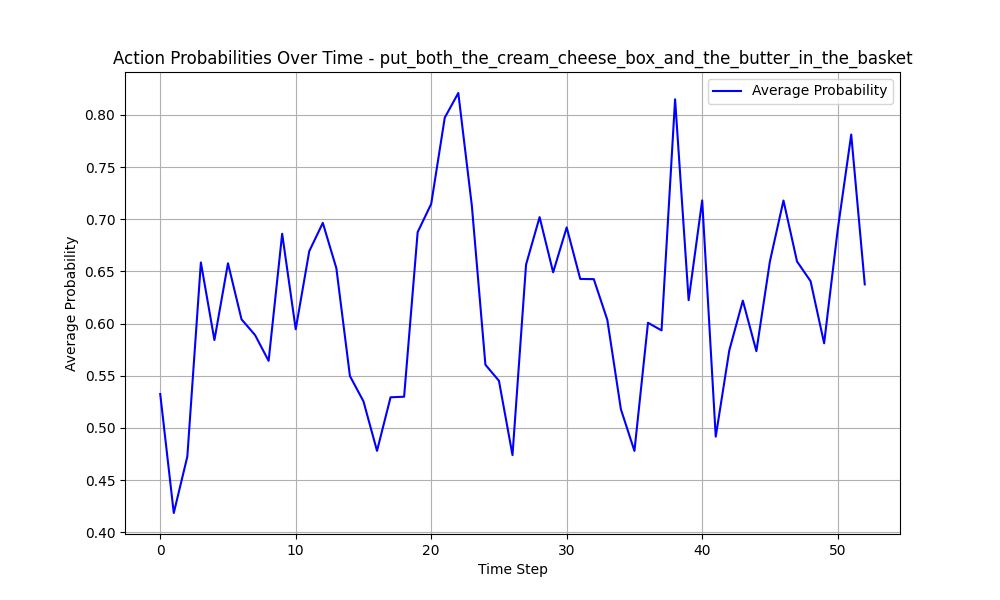 Action Probabilities Over Time - put_both_the_cream_cheese_box_and_the_butter_in_the_basket
Average Probability
0.80
0.75
0.70
0.65
0.60
0.55
0.50
0.45
0.40
Average Probability
0 10 20 30 40 50
Time Step